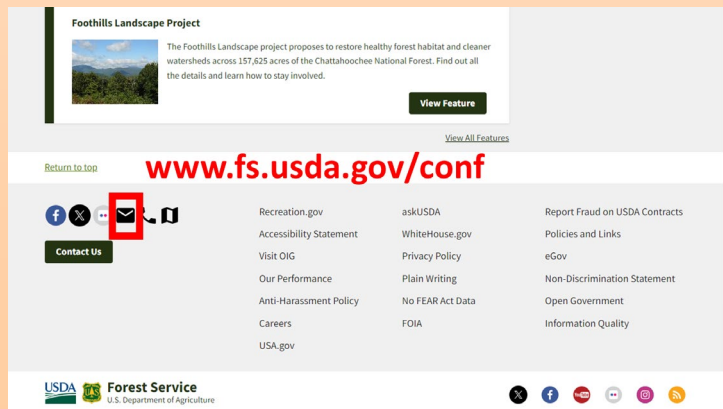 Foothills Landscape Project
The Foothills Landscape project proposes to restore healthy forest habitat and cleaner
watersheds across 157,625 acres of the Chattahoochee National Forest. Find out all
the details and learn how to stay involved.
View Feature
View All Features
Return to top
www.fs.usda.gov/conf
Contact Us
Recreation.gov
Accessibility Statement
Visit OIG
Our Performance
Anti-Harassment Policy
Careers
USA.gov
askUSDA
WhiteHouse.gov
Privacy Policy
Plain Writing
No FEAR Act Data
FOIA
Report Fraud on USDA Contracts
Policies and Links
eGov
Non-Discrimination Statement
Open Government
Information Quality
USDA
Forest Service
U.S. Department of Agriculture